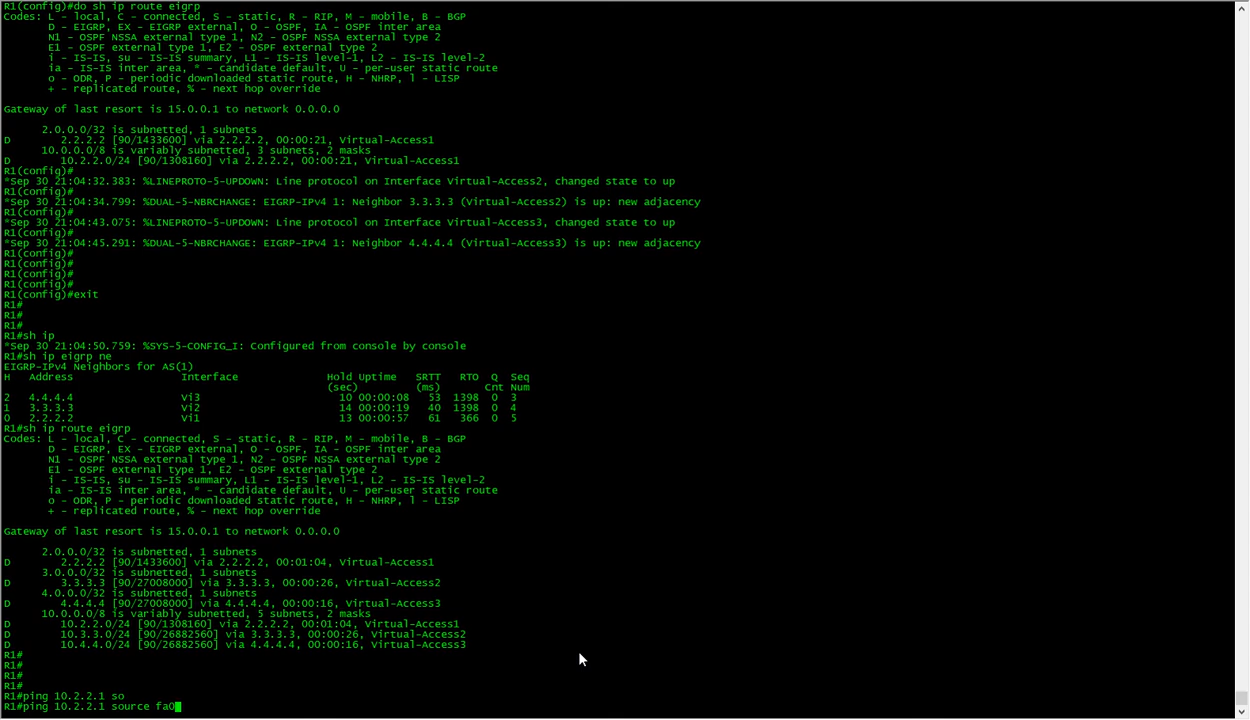 R1(config)#do sh ip route eigrp
Codes: L - local, C - connected, S - static, R - RIP, M - mobile, B - BGP
       D - EIGRP, EX - EIGRP external, O - OSPF, IA - OSPF inter area
       N1 - OSPF NSSA external type 1, N2 - OSPF NSSA external type 2
       E1 - OSPF external type 1, E2 - OSPF external type 2
       i - IS-IS, su - IS-IS summary, L1 - IS-IS level-1, L2 - IS-IS level-2
       ia - IS-IS inter area, * - candidate default, U - per-user static route
       o - ODR, P - periodic downloaded static route, H - NHRP, l - LISP
       + - replicated route, % - next hop override
Gateway of last resort is 15.0.0.1 to network 0.0.0.0
      2.0.0.0/32 is subnetted, 1 subnets
D        2.2.2.2 [90/1433600] via 2.2.2.2, 00:00:21, Virtual-Access1
      10.0.0.0/8 is variably subnetted, 3 subnets, 2 masks
D        10.2.2.0/24 [90/1308160] via 2.2.2.2, 00:00:21, Virtual-Access1
R1(config)#
*Sep 30 21:04:32.383: %LINEPROTO-5-UPDOWN: Line protocol on Interface Virtual-Access2, changed state to up
R1(config)#
*Sep 30 21:04:34.799: %DUAL-5-NBRCHANGE: EIGRP-IPv4 1: Neighbor 3.3.3.3 (Virtual-Access2) is up: new adjacency
R1(config)#
*Sep 30 21:04:43.075: %LINEPROTO-5-UPDOWN: Line protocol on Interface Virtual-Access3, changed state to up
R1(config)#
*Sep 30 21:04:45.291: %DUAL-5-NBRCHANGE: EIGRP-IPv4 1: Neighbor 4.4.4.4 (Virtual-Access3) is up: new adjacency
R1(config)#
R1(config)#
R1(config)#
R1(config)#
R1(config)#exit
R1#
R1#
R1#
R1#sh ip
*Sep 30 21:04:50.759: %SYS-5-CONFIG_I: Configured from console by console
R1#sh ip eigrp ne
EIGRP-IPv4 Neighbors for AS(1)
H   Address                 Interface              Hold Uptime   SRTT   RTO  Q  Seq
                                                   (sec)         (ms)       Cnt Num
2   4.4.4.4                 Vi3                      10 00:00:08   53  1398  0  3
1   3.3.3.3                 Vi2                      14 00:00:19   40  1398  0  4
0   2.2.2.2                 Vi1                      13 00:00:57   61   366  0  5
R1#sh ip route eigrp
Codes: L - local, C - connected, S - static, R - RIP, M - mobile, B - BGP
       D - EIGRP, EX - EIGRP external, O - OSPF, IA - OSPF inter area
       N1 - OSPF NSSA external type 1, N2 - OSPF NSSA external type 2
       E1 - OSPF external type 1, E2 - OSPF external type 2
       i - IS-IS, su - IS-IS summary, L1 - IS-IS level-1, L2 - IS-IS level-2
       ia - IS-IS inter area, * - candidate default, U - per-user static route
       o - ODR, P - periodic downloaded static route, H - NHRP, l - LISP
       + - replicated route, % - next hop override
Gateway of last resort is 15.0.0.1 to network 0.0.0.0
      2.0.0.0/32 is subnetted, 1 subnets
D        2.2.2.2 [90/1433600] via 2.2.2.2, 00:01:04, Virtual-Access1
      3.0.0.0/32 is subnetted, 1 subnets
D        3.3.3.3 [90/27008000] via 3.3.3.3, 00:00:26, Virtual-Access2
      4.0.0.0/32 is subnetted, 1 subnets
D        4.4.4.4 [90/27008000] via 4.4.4.4, 00:00:16, Virtual-Access3
      10.0.0.0/8 is variably subnetted, 5 subnets, 2 masks
D        10.2.2.0/24 [90/1308160] via 2.2.2.2, 00:01:04, Virtual-Access1
D        10.3.3.0/24 [90/26882560] via 3.3.3.3, 00:00:26, Virtual-Access2
D        10.4.4.0/24 [90/26882560] via 4.4.4.4, 00:00:16, Virtual-Access3
R1#
R1#
R1#
R1#
R1#ping 10.2.2.1 so
R1#ping 10.2.2.1 source fa0